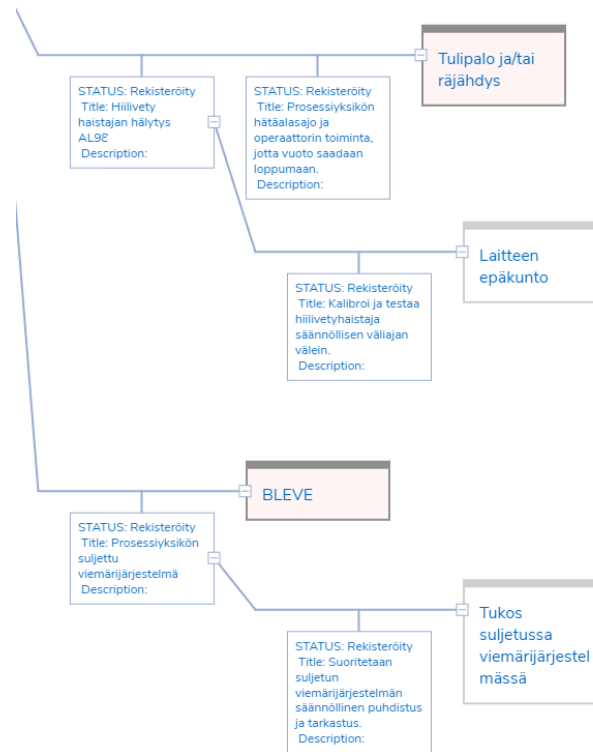 Tulipalo ja/tai
räjähdys
STATUS: Rekisteröity
Title: Hiilivety
haistajan hälytys
AL98
Description:
STATUS: Rekisteröity
Title: Prosessiyksikön
hätäalasajo ja
operaattorin toiminta,
jotta vuoto saadaan
loppumaan.
Description:
Laitteen
epäkunto
STATUS: Rekisteröity
Title: Kalibroi ja testaa
hiilivetyhaistaja
säännöllisen väliajan
välein.
Description:
BLEVE
STATUS: Rekisteröity
Title: Prosessiyksikön
suljettu
viemärijärjestelmä
Description:
Tukos
suljetussa
viemärijärjestel
mässä
STATUS: Rekisteröity
Title: Suoritetaan
suljetun
viemärijärjestelmän
säännöllinen puhdistus
ja tarkastus.
Description: